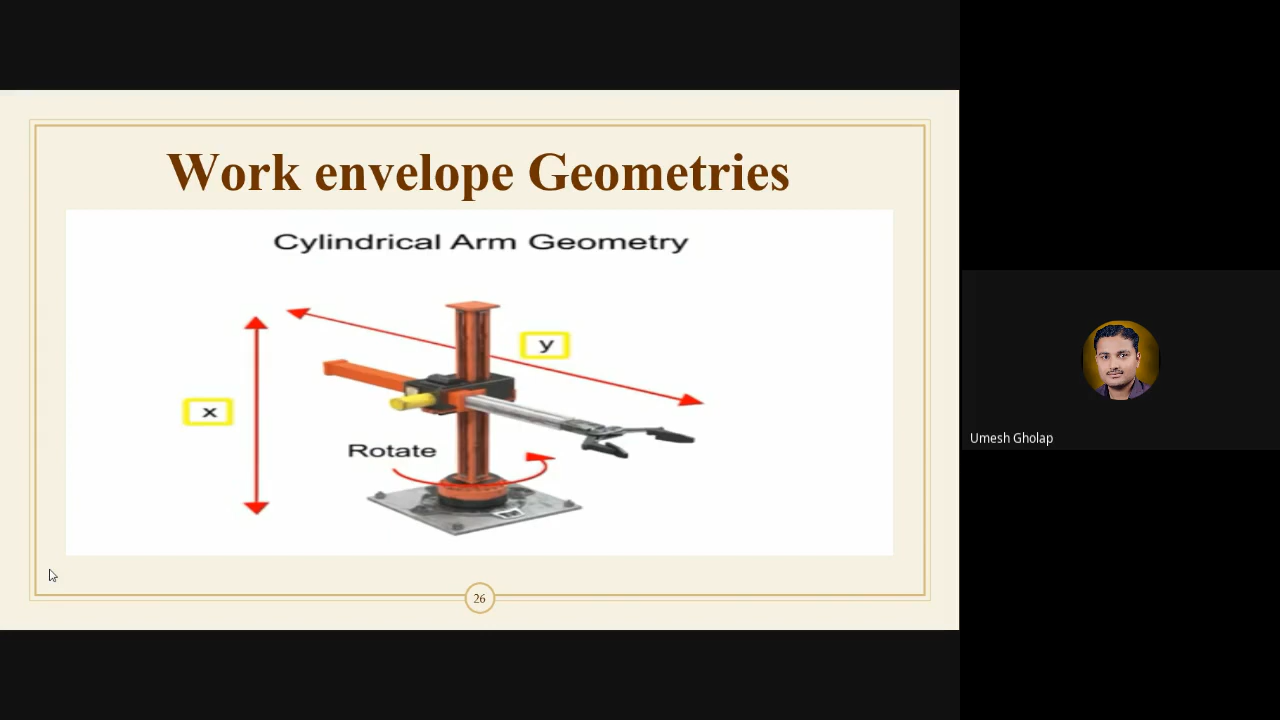 Work envelope Geometries
Cylindrical Arm Geometry
y
x
Rotate
26
Umesh Gholap